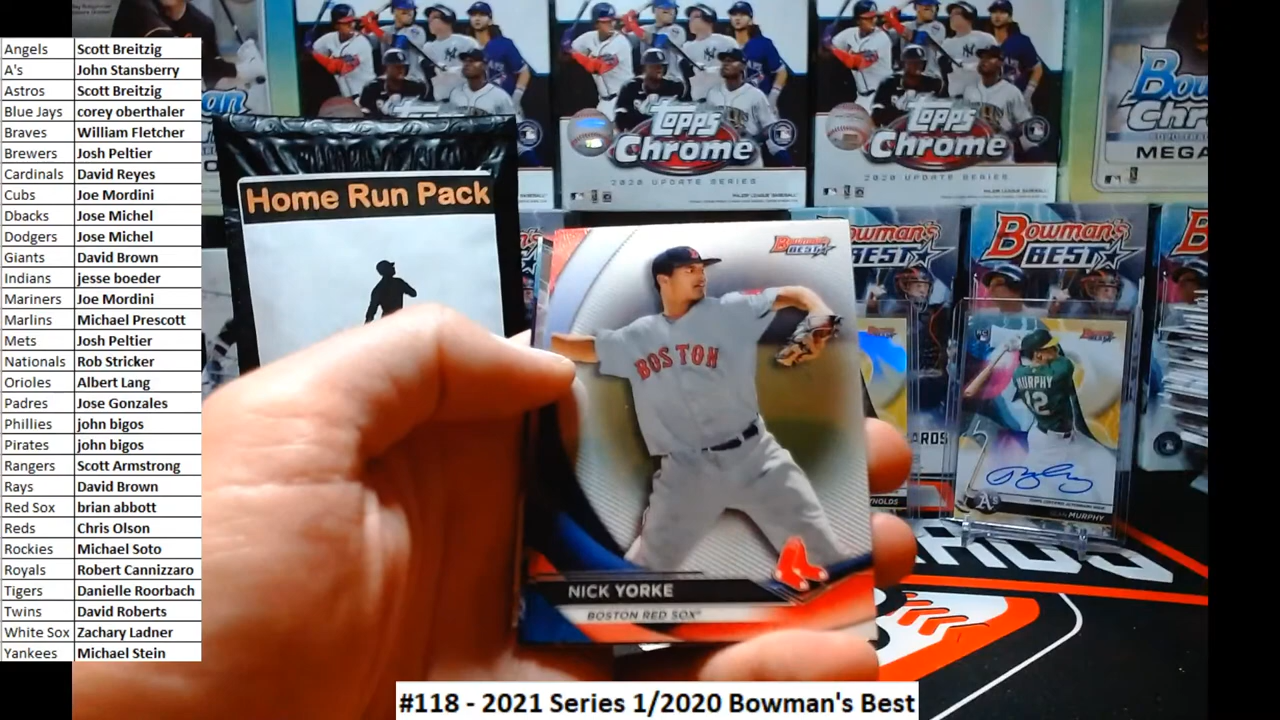 Angels Scott Breitzig
A's John Stansberry
Astros Scott Breitzig
Blue Jays corey oberthaler
Braves William Fletcher
Brewers Josh Peltier
Cardinals David Reyes
Cubs Joe Mordini
Dbacks Jose Michel
Dodgers Jose Michel
Giants David Brown
Indians jesse boeder
Mariners Joe Mordini
Marlins Michael Prescott
Mets Josh Peltier
Nationals Rob Stricker
Orioles Albert Lang
Padres Jose Gonzales
Phillies john bigos
Pirates john bigos
Rangers Scott Armstrong
Rays David Brown
Red Sox brian abbott
Reds Chris Olson
Rockies Michael Soto
Royals Robert Cannizzaro
Tigers Danielle Roorbach
Twins David Roberts
White Sox Zachary Ladner
Yankees Michael Stein
Home Run Pack
Topps
Chrome
2020 UPDATE SERIES
Topps
Chrome
2020 UPDATE SERIES
Chr
MEGA
Bowman's
BEST
BOSTON
NICK YORKE
BOSTON RED SOX
Bowman's
BEST
Bowman's
BEST
MURPHY
12
A's
MURPHY
#118 - 2021 Series 1/2020 Bowman's Best